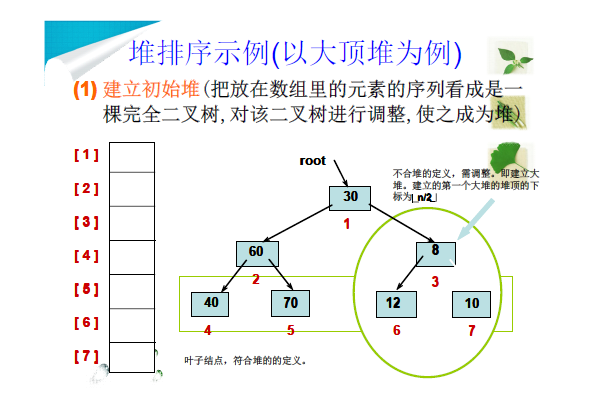 堆排序示例(以大顶堆为例)
(1) 建立初始堆(把放在数组里的元素的序列看成是一
棵完全二叉树,对该二叉树进行调整,使之成为堆)
[ 1 ]
[ 2 ]
[ 3 ]
[ 4 ]
[ 5 ]
[ 6 ]
[ 7 ]
root
不合堆的定义，需调整。即建立大
堆。建立的第一个大堆的堆顶的下
标为⌊n/2⌋
30
1
60
8
2
3
40
70
12
10
4
5
6
7
叶子结点，符合堆的的定义。